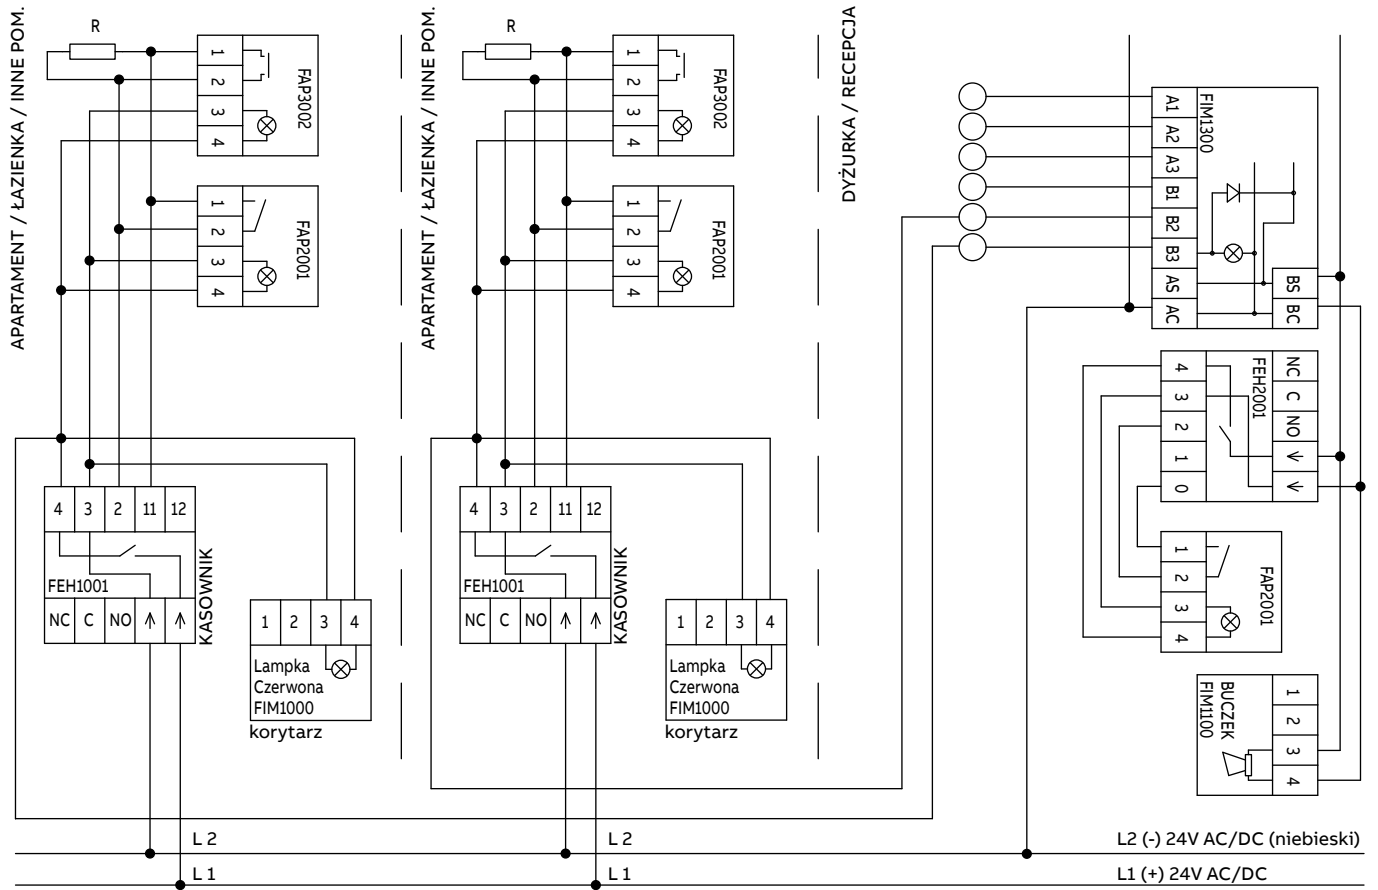 APARTAMENT / ŁAZIENKA / INNE POM.
R
1
2
3
4
FAP3002
1
2
3
4
FAP2001
4 3 2 11 12
FEH1001
NC C NO ↑ ↑
KASOWNIK
1 2 3 4
Lampka
Czerwona
FIM1000
korytarz
APARTAMENT / ŁAZIENKA / INNE POM.
R
1
2
3
4
FAP3002
1
2
3
4
FAP2001
4 3 2 11 12
FEH1001
NC C NO ↑ ↑
KASOWNIK
1 2 3 4
Lampka
Czerwona
FIM1000
korytarz
DYŻURKA / RECEPCJA
A1
A2
A3
B1
B2
B3
AS
AC
FIM1300
BS
BC
4
3
2
1
0
FEH2001
NC
C
NO
↓
↓
1
2
3
4
FAP2001
BUCZEK
FIM1100
1
2
3
4
L 2
L 2
L2 (-) 24V AC/DC (niebieski)
L 1
L 1
L1 (+) 24V AC/DC